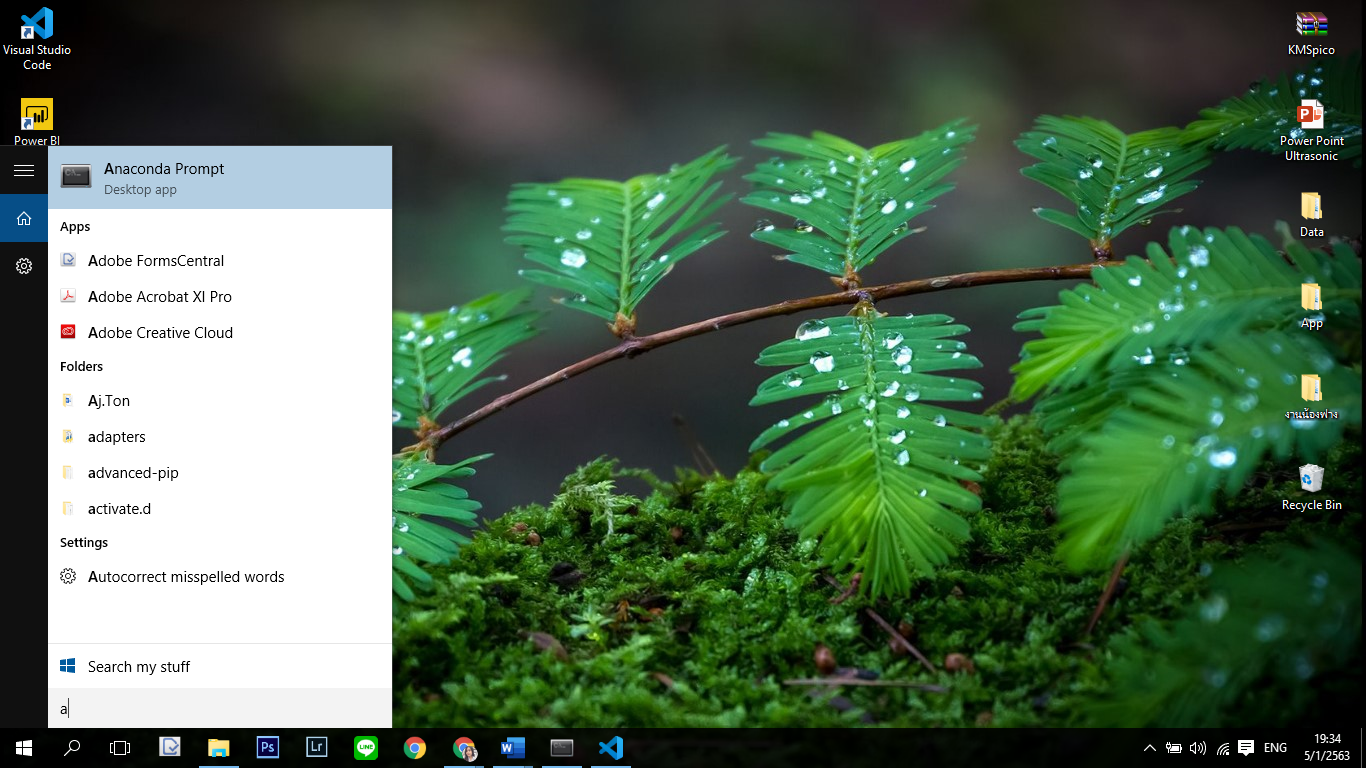 Visual Studio
Code
Power BI
Anaconda Prompt
Desktop app
Apps
Adobe FormsCentral
Adobe Acrobat XI Pro
Adobe Creative Cloud
Folders
Aj.Ton
adapters
advanced-pip
activate.d
Settings
Autocorrect misspelled words
Search my stuff
a
KMSpico
Power Point
Ultrasonic
Data
App
งานน้องฟาง
Recycle Bin
Ps
Lr
LINE
ENG
19:34
5/1/2563